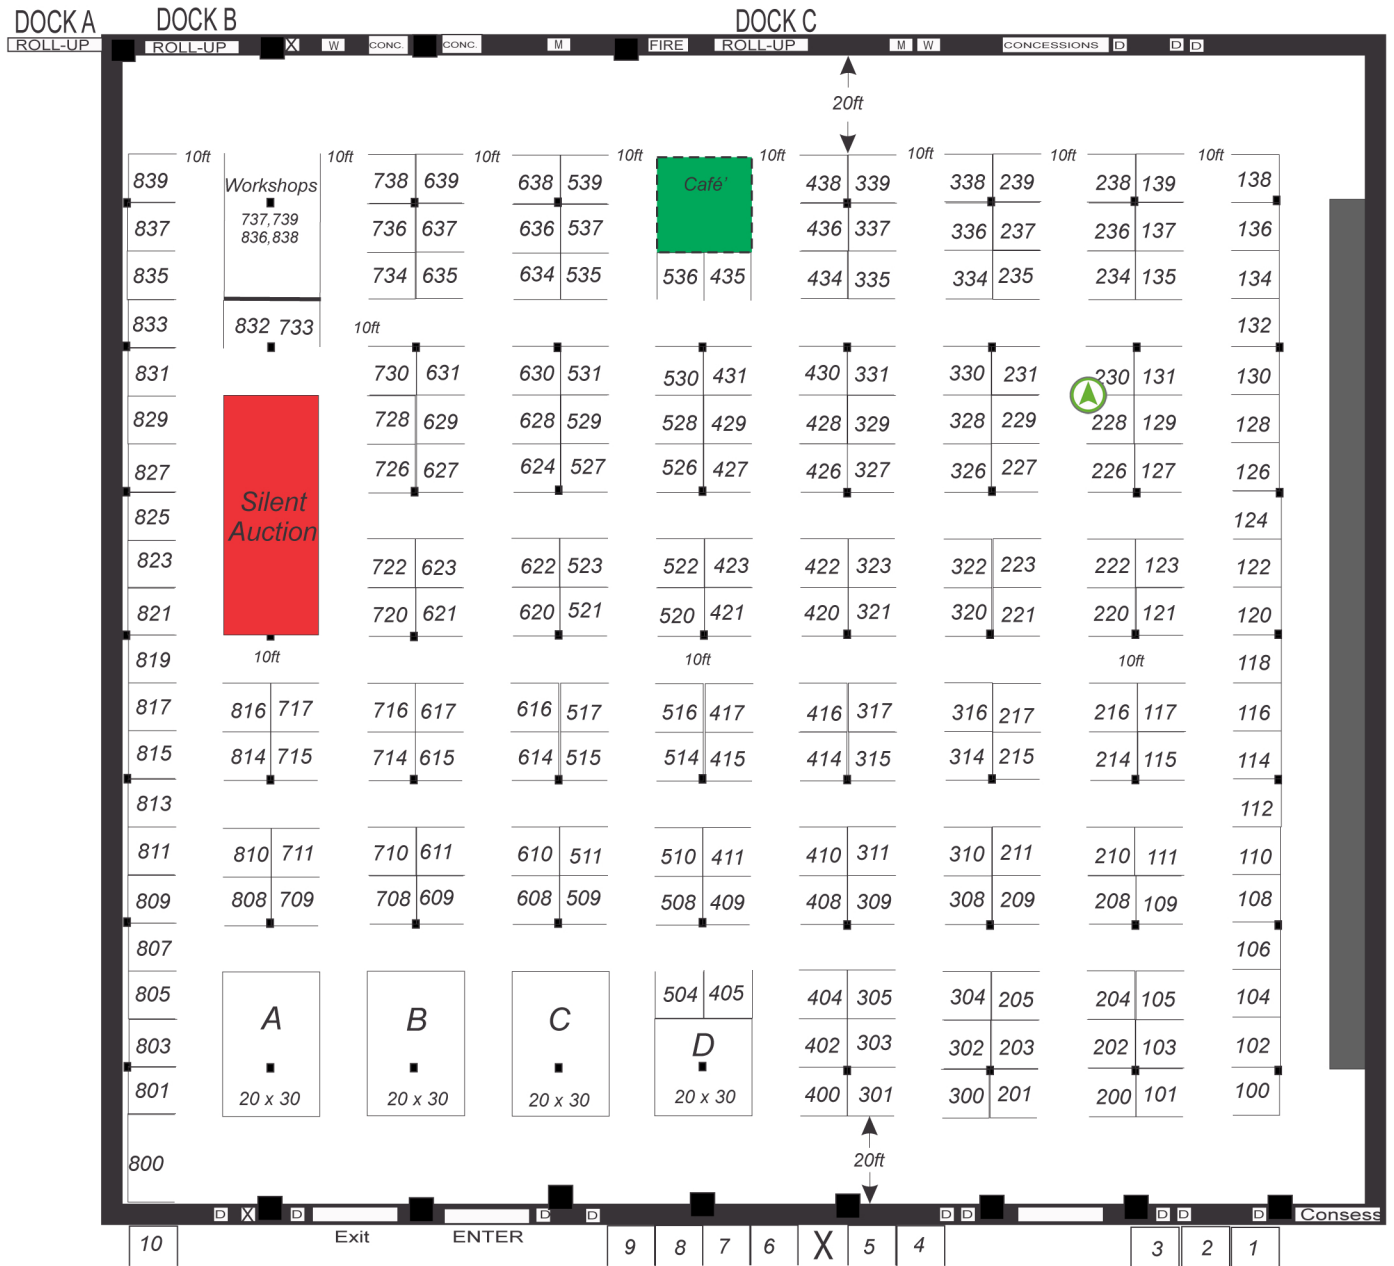 DOCK A DOCK B DOCK C
ROLL-UP ROLL-UP X W CONC. CONC. M FIRE ROLL-UP M W CONCESSIONS D D D
20ft
10ft 10ft 10ft 10ft 10ft 10ft 10ft 10ft
839 Workshops 738 639 638 539 Café' 438 339 338 239 238 139 138
737,739
836,838
837 736 637 636 537 436 337 336 237 236 137 136
835 734 635 634 535 536 435 434 335 334 235 234 135 134
833 832 733 10ft 132
831 730 631 630 531 530 431 430 331 330 231 230 131 130
829 728 629 628 529 528 429 428 329 328 229 228 129 128
827 726 627 624 527 526 427 426 327 326 227 226 127 126
Silent
Auction
825 124
823 722 623 622 523 522 423 422 323 322 223 222 123 122
821 720 621 620 521 520 421 420 321 320 221 220 121 120
819 10ft 10ft 10ft 118
817 816 717 716 617 616 517 516 417 416 317 316 217 216 117 116
815 814 715 714 615 614 515 514 415 414 315 314 215 214 115 114
813 112
811 810 711 710 611 610 511 510 411 410 311 310 211 210 111 110
809 808 709 708 609 608 509 508 409 408 309 308 209 208 109 108
807 106
805 A B C 504 405 404 305 304 205 204 105 104
803 D 402 303 302 203 202 103 102
801 20 x 30 20 x 30 20 x 30 20 x 30 400 301 300 201 200 101 100
800 20ft
D X D D D D D D D D Consess
Exit ENTER
10 9 8 7 6 X 5 4 3 2 1